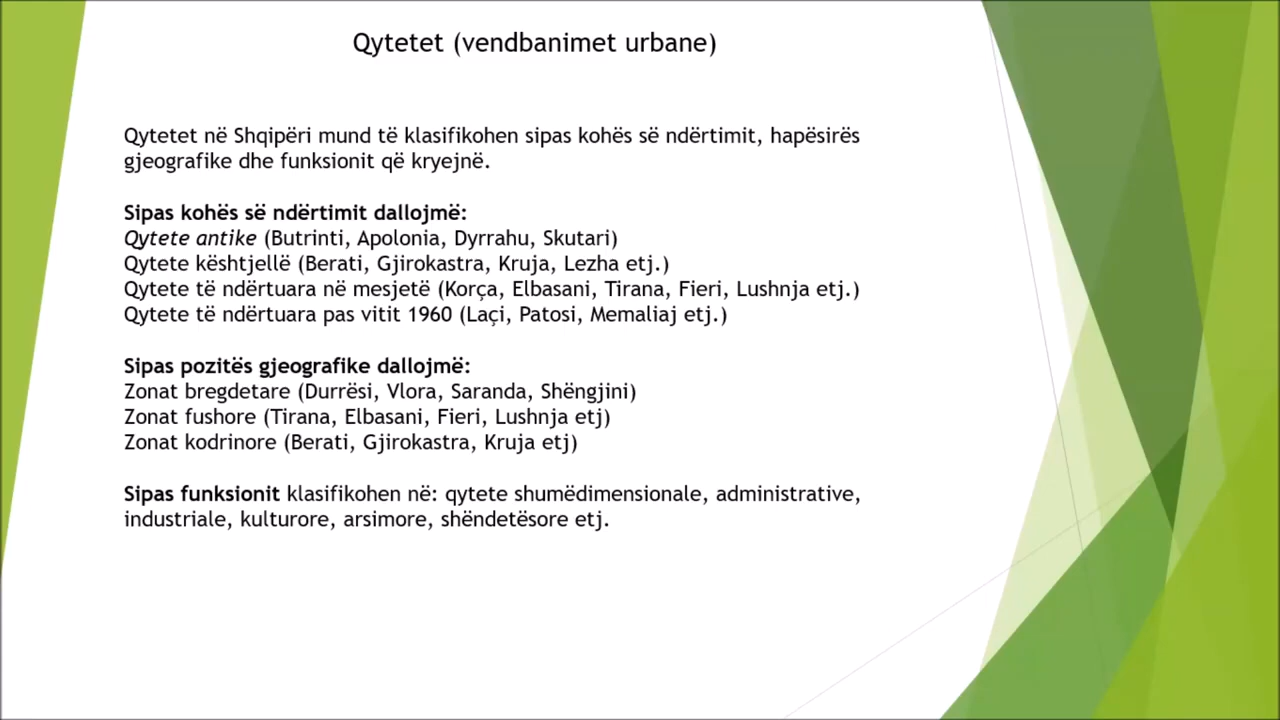 Qytetet (vendbanimet urbane)
Qytetet në Shqipëri mund të klasifikohen sipas kohës së ndërtimit, hapësirës
gjeografike dhe funksionit që kryejnë.
Sipas kohës së ndërtimit dallojmë:
Qytete antike (Butrinti, Apolonia, Dyrrahu, Skutari)
Qytete kështjellë (Berati, Gjirokastra, Kruja, Lezha etj.)
Qytete të ndërtuara në mesjetë (Korça, Elbasani, Tirana, Fieri, Lushnja etj.)
Qytete të ndërtuara pas vitit 1960 (Laçi, Patosi, Memaliaj etj.)
Sipas pozitës gjeografike dallojmë:
Zonat bregdetare (Durrësi, Vlora, Saranda, Shëngjini)
Zonat fushore (Tirana, Elbasani, Fieri, Lushnja etj)
Zonat kodrinore (Berati, Gjirokastra, Kruja etj)
Sipas funksionit klasifikohen në: qytete shumëdimensionale, administrative,
industriale, kulturore, arsimore, shëndetësore etj.